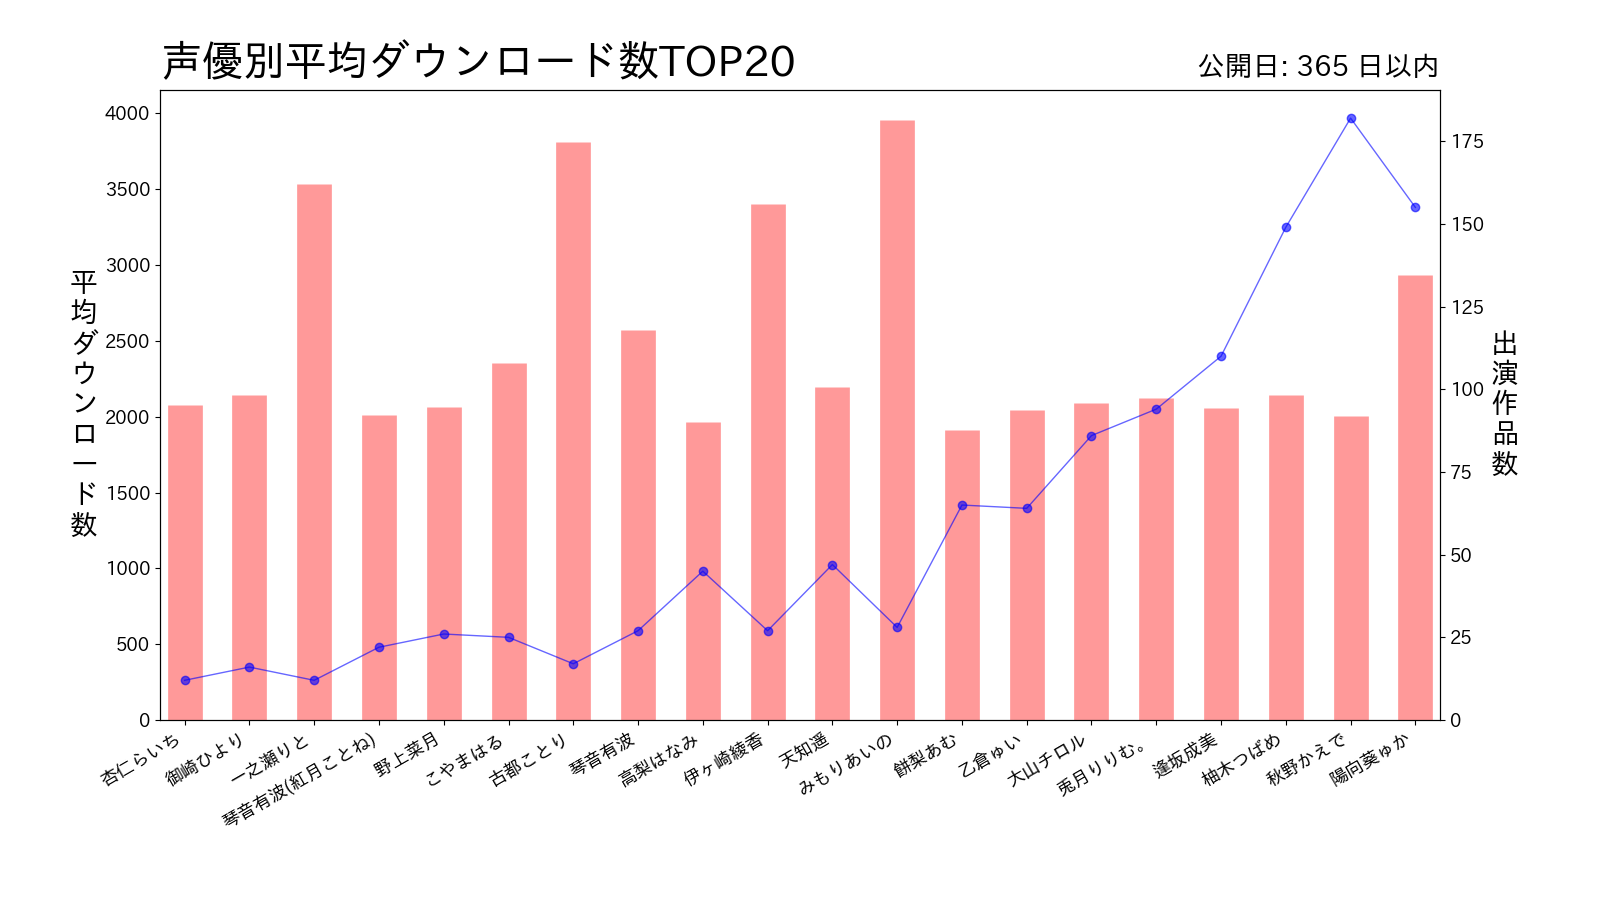 声優別平均ダウンロード数TOP20
公開日: 365 日以内
平均ダウンロード数
4000
3500
3000
2500
2000
1500
1000
500
0
175
150
125
100
75
50
25
0
出演作品数
杏仁らいち
御崎ひより
一之瀬りと
琴音有波(紅月ことね)
野上菜月
こやまはる
古都ことり
琴音有波
高梨はなみ
伊ヶ崎綾香
天知遥
みもりあいの
餅梨あむ
乙倉ゅい
大山チロル
兎月りりむ。
逢坂成美
柚木つばめ
秋野かえで
陽向葵ゅか